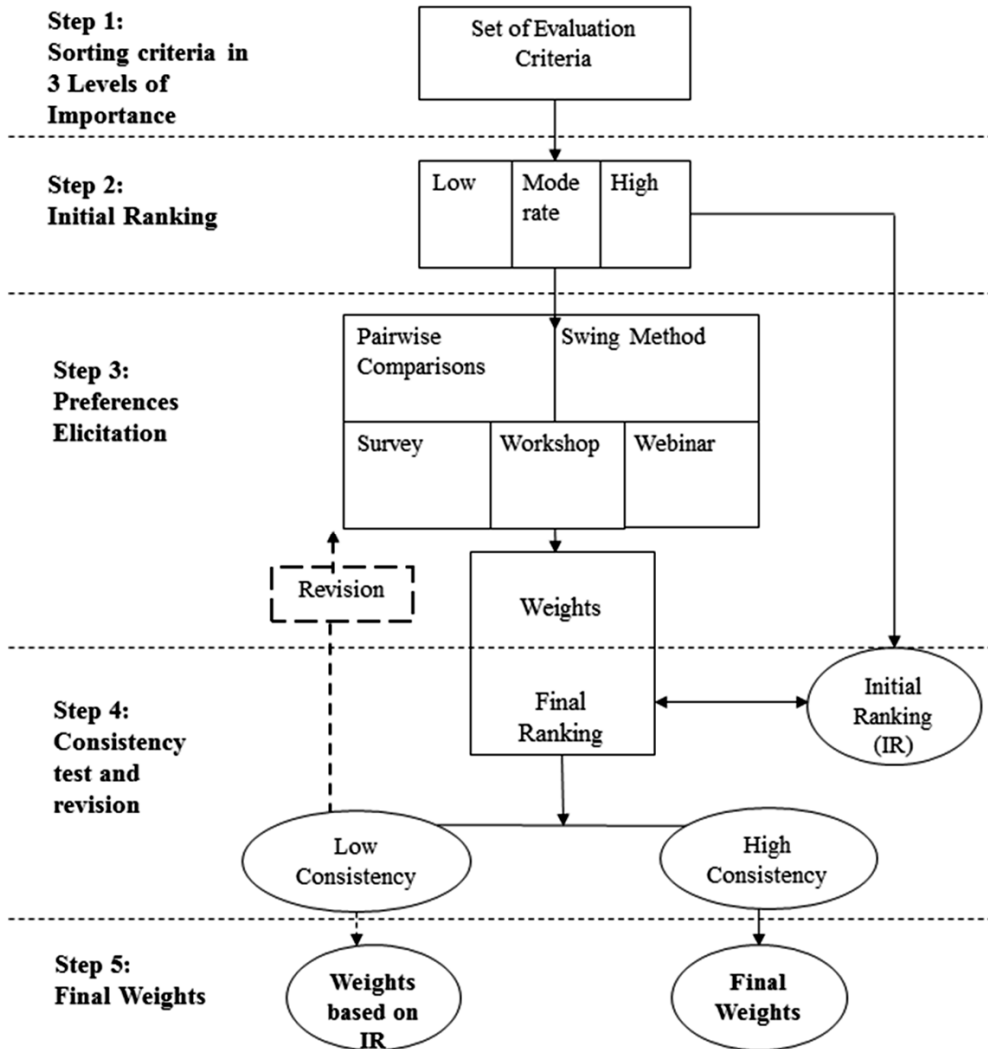 Step 1:
Sorting criteria in
3 Levels of
Importance
Set of Evaluation
Criteria
Step 2:
Initial Ranking
Low
Mode
rate
High
Step 3:
Preferences
Elicitation
Pairwise
Comparisons
Swing Method
Survey
Workshop
Webinar
Revision
Weights
Final
Ranking
Initial
Ranking
(IR)
Step 4:
Consistency
test and
revision
Low
Consistency
High
Consistency
Step 5:
Final Weights
Weights
based on
IR
Final
Weights